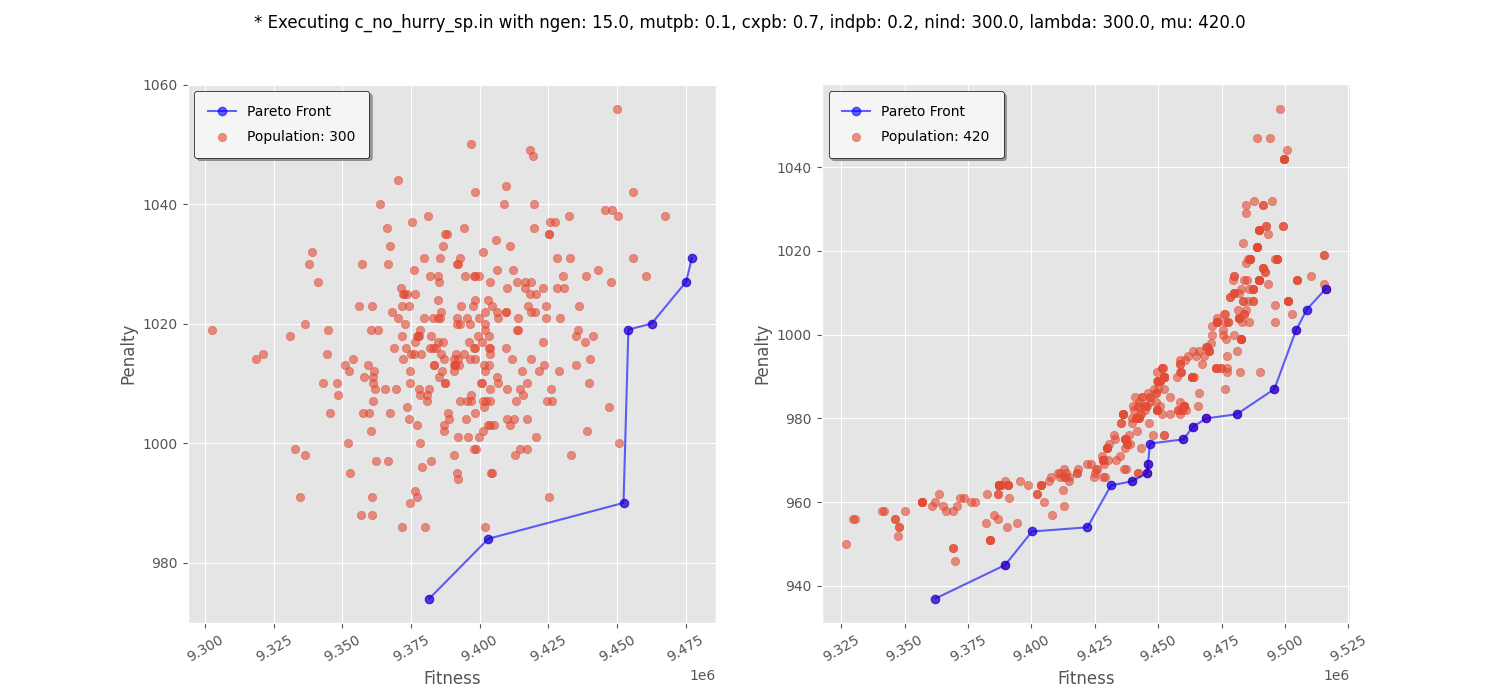 * Executing c_no_hurry_sp.in with ngen: 15.0, mutpb: 0.1, cxpb: 0.7, indpb: 0.2, nind: 300.0, lambda: 300.0, mu: 420.0
Pareto Front
Population: 300
Penalty
1060
1040
1020
1000
980
9.300
9.325
9.350
9.375
9.400
9.425
9.450
9.475
1e6
Fitness
Pareto Front
Population: 420
Penalty
1040
1020
1000
980
960
940
9.325
9.350
9.375
9.400
9.425
9.450
9.475
9.500
9.525
1e6
Fitness